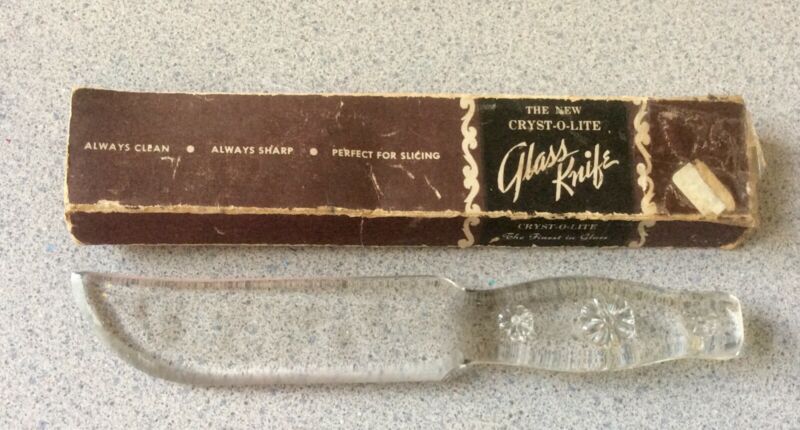 ALWAYS CLEAN • ALWAYS SHARP • PERFECT FOR SLICING
THE NEW
CRYST-O-LITE
Glass
Knife
CRYST-O-LITE
The Finest in Glass